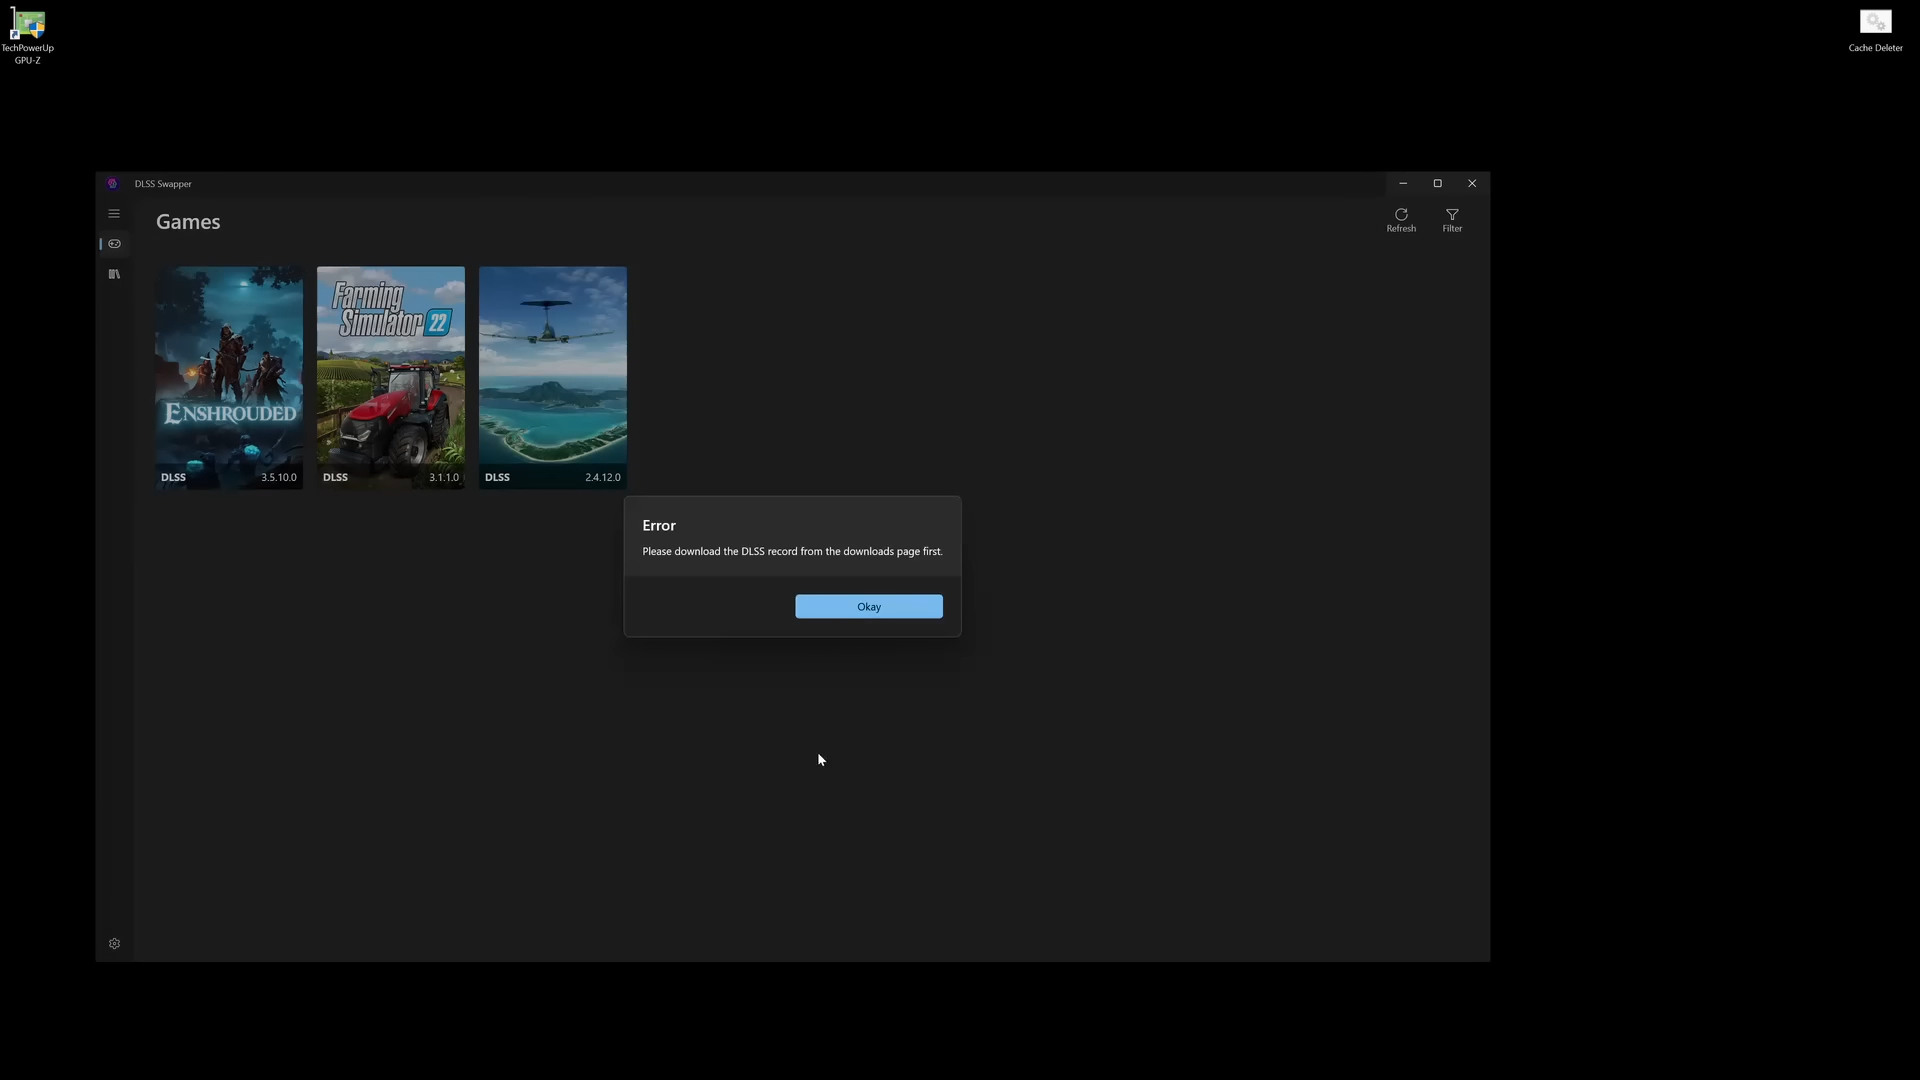 TechPowerUp
GPU-Z
Cache Deleter
DLSS Swapper
Games
Refresh
Filter
ENSHROUDED
DLSS 3.5.10.0
Farming
Simulator 22
DLSS 3.1.1.0
DLSS 2.4.12.0
Error
Please download the DLSS record from the downloads page first.
Okay